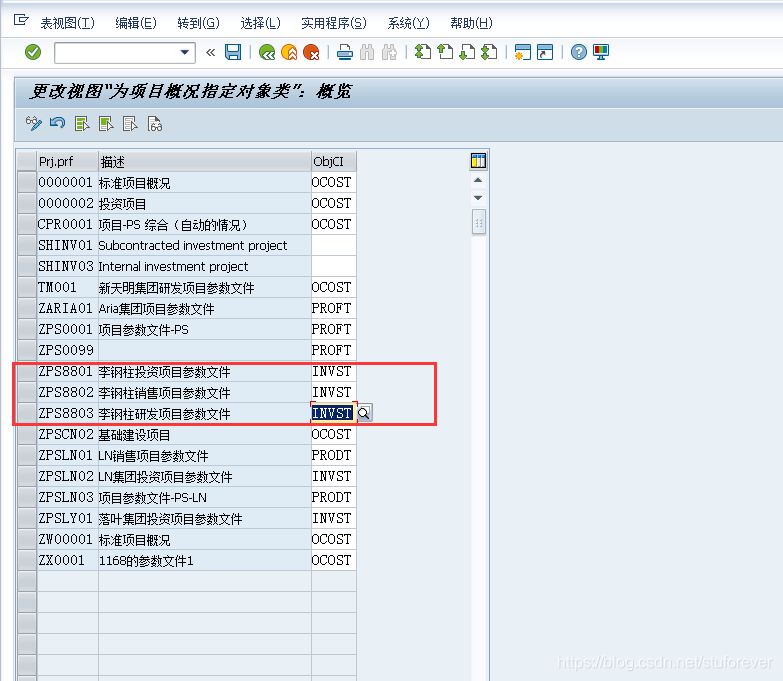 表视图(T) 编辑(E) 转到(G) 选择(L) 实用程序(S) 系统(Y) 帮助(H)
更改视图"为项目概况指定对象类": 概览
Prj.prf 描述 ObjCl
0000001 标准项目概况 OCOST
0000002 投资项目 OCOST
CPR0001 项目-PS 综合（自动的情况） OCOST
SHINV01 Subcontracted investment project
SHINV03 Internal investment project
TM001 新天明集团研发项目参数文件 OCOST
ZARIA01 Aria集团项目参数文件 PROFT
ZPS0001 项目参数文件-PS PROFT
ZPS0099 PROFT
ZPS8801 李钢柱投资项目参数文件 INVST
ZPS8802 李钢柱销售项目参数文件 INVST
ZPS8803 李钢柱研发项目参数文件 INVST
ZPSCN02 基础建设项目 OCOST
ZPSLN01 LN销售项目参数文件 PRODT
ZPSLN02 LN集团投资项目参数文件 INVST
ZPSLN03 项目参数文件-PS-LN PRODT
ZPSLY01 落叶集团投资项目参数文件 INVST
ZW00001 标准项目概况 OCOST
ZX0001 1168的参数文件1 OCOST
https://blog.csdn.net/stuforever